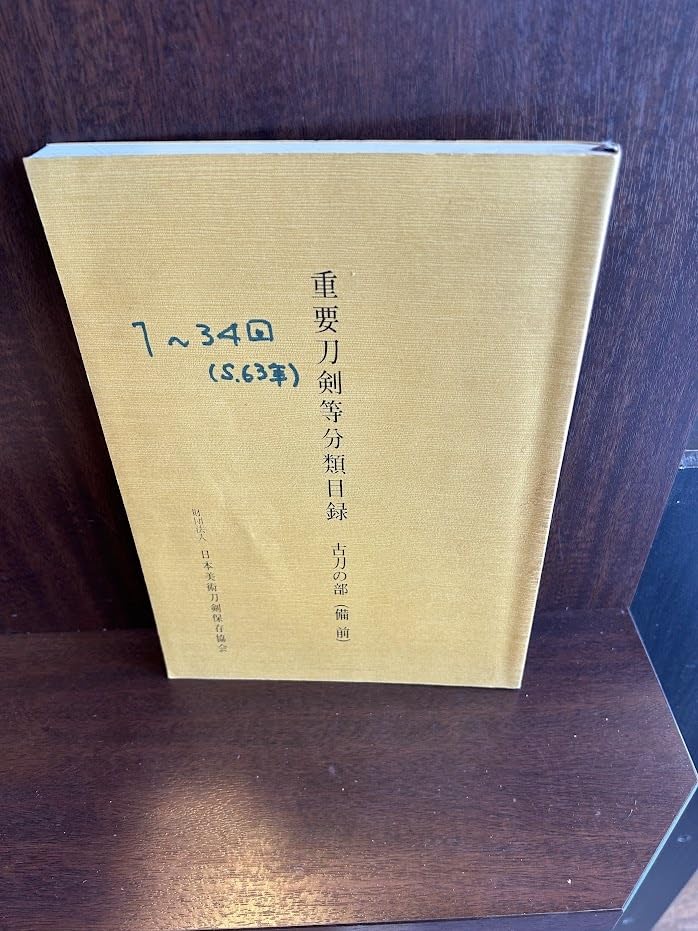 重要刀剣等分類目録 古刀の部(備前)
1~34回
(S.63年)
財団法人 日本美術刀剣保存協会